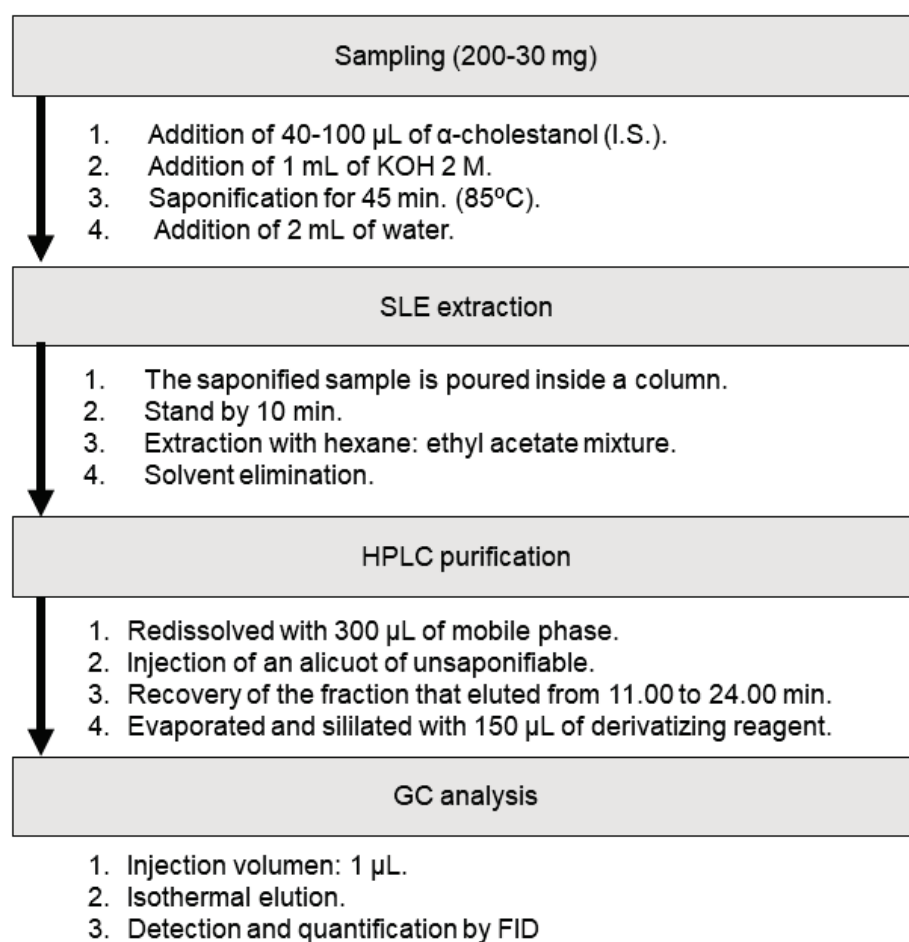 Sampling (200-30 mg)
1. Addition of 40-100 µL of α-cholestanol (I.S.).
2. Addition of 1 mL of KOH 2 M.
3. Saponification for 45 min. (85ºC).
4. Addition of 2 mL of water.
SLE extraction
1. The saponified sample is poured inside a column.
2. Stand by 10 min.
3. Extraction with hexane: ethyl acetate mixture.
4. Solvent elimination.
HPLC purification
1. Redissolved with 300 µL of mobile phase.
2. Injection of an alicuot of unsaponifiable.
3. Recovery of the fraction that eluted from 11.00 to 24.00 min.
4. Evaporated and sililated with 150 µL of derivatizing reagent.
GC analysis
1. Injection volumen: 1 µL.
2. Isothermal elution.
3. Detection and quantification by FID